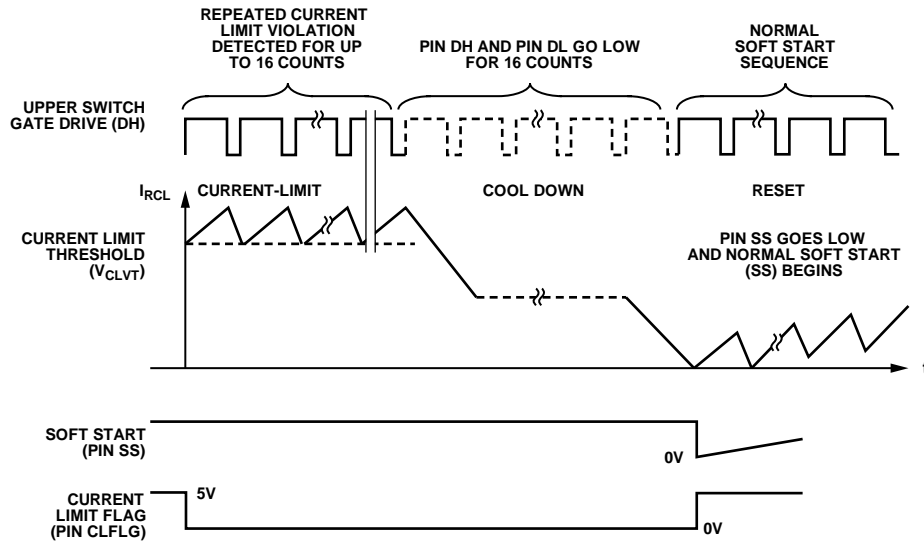 REPEATED CURRENT
LIMIT VIOLATION
DETECTED FOR UP
TO 16 COUNTS
PIN DH AND PIN DL GO LOW
FOR 16 COUNTS
NORMAL
SOFT START
SEQUENCE
UPPER SWITCH
GATE DRIVE (DH)
I_RCL
CURRENT-LIMIT
COOL DOWN
RESET
CURRENT LIMIT
THRESHOLD
(V_CLVT)
PIN SS GOES LOW
AND NORMAL SOFT START
(SS) BEGINS
SOFT START
(PIN SS)
0V
CURRENT
LIMIT FLAG
(PIN CLFLG)
5V
0V